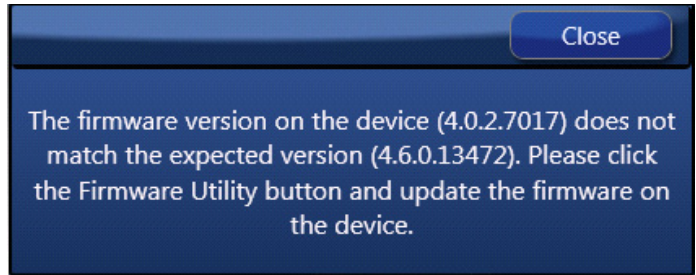 Close
The firmware version on the device (4.0.2.7017) does not
match the expected version (4.6.0.13472). Please click
the Firmware Utility button and update the firmware on
the device.